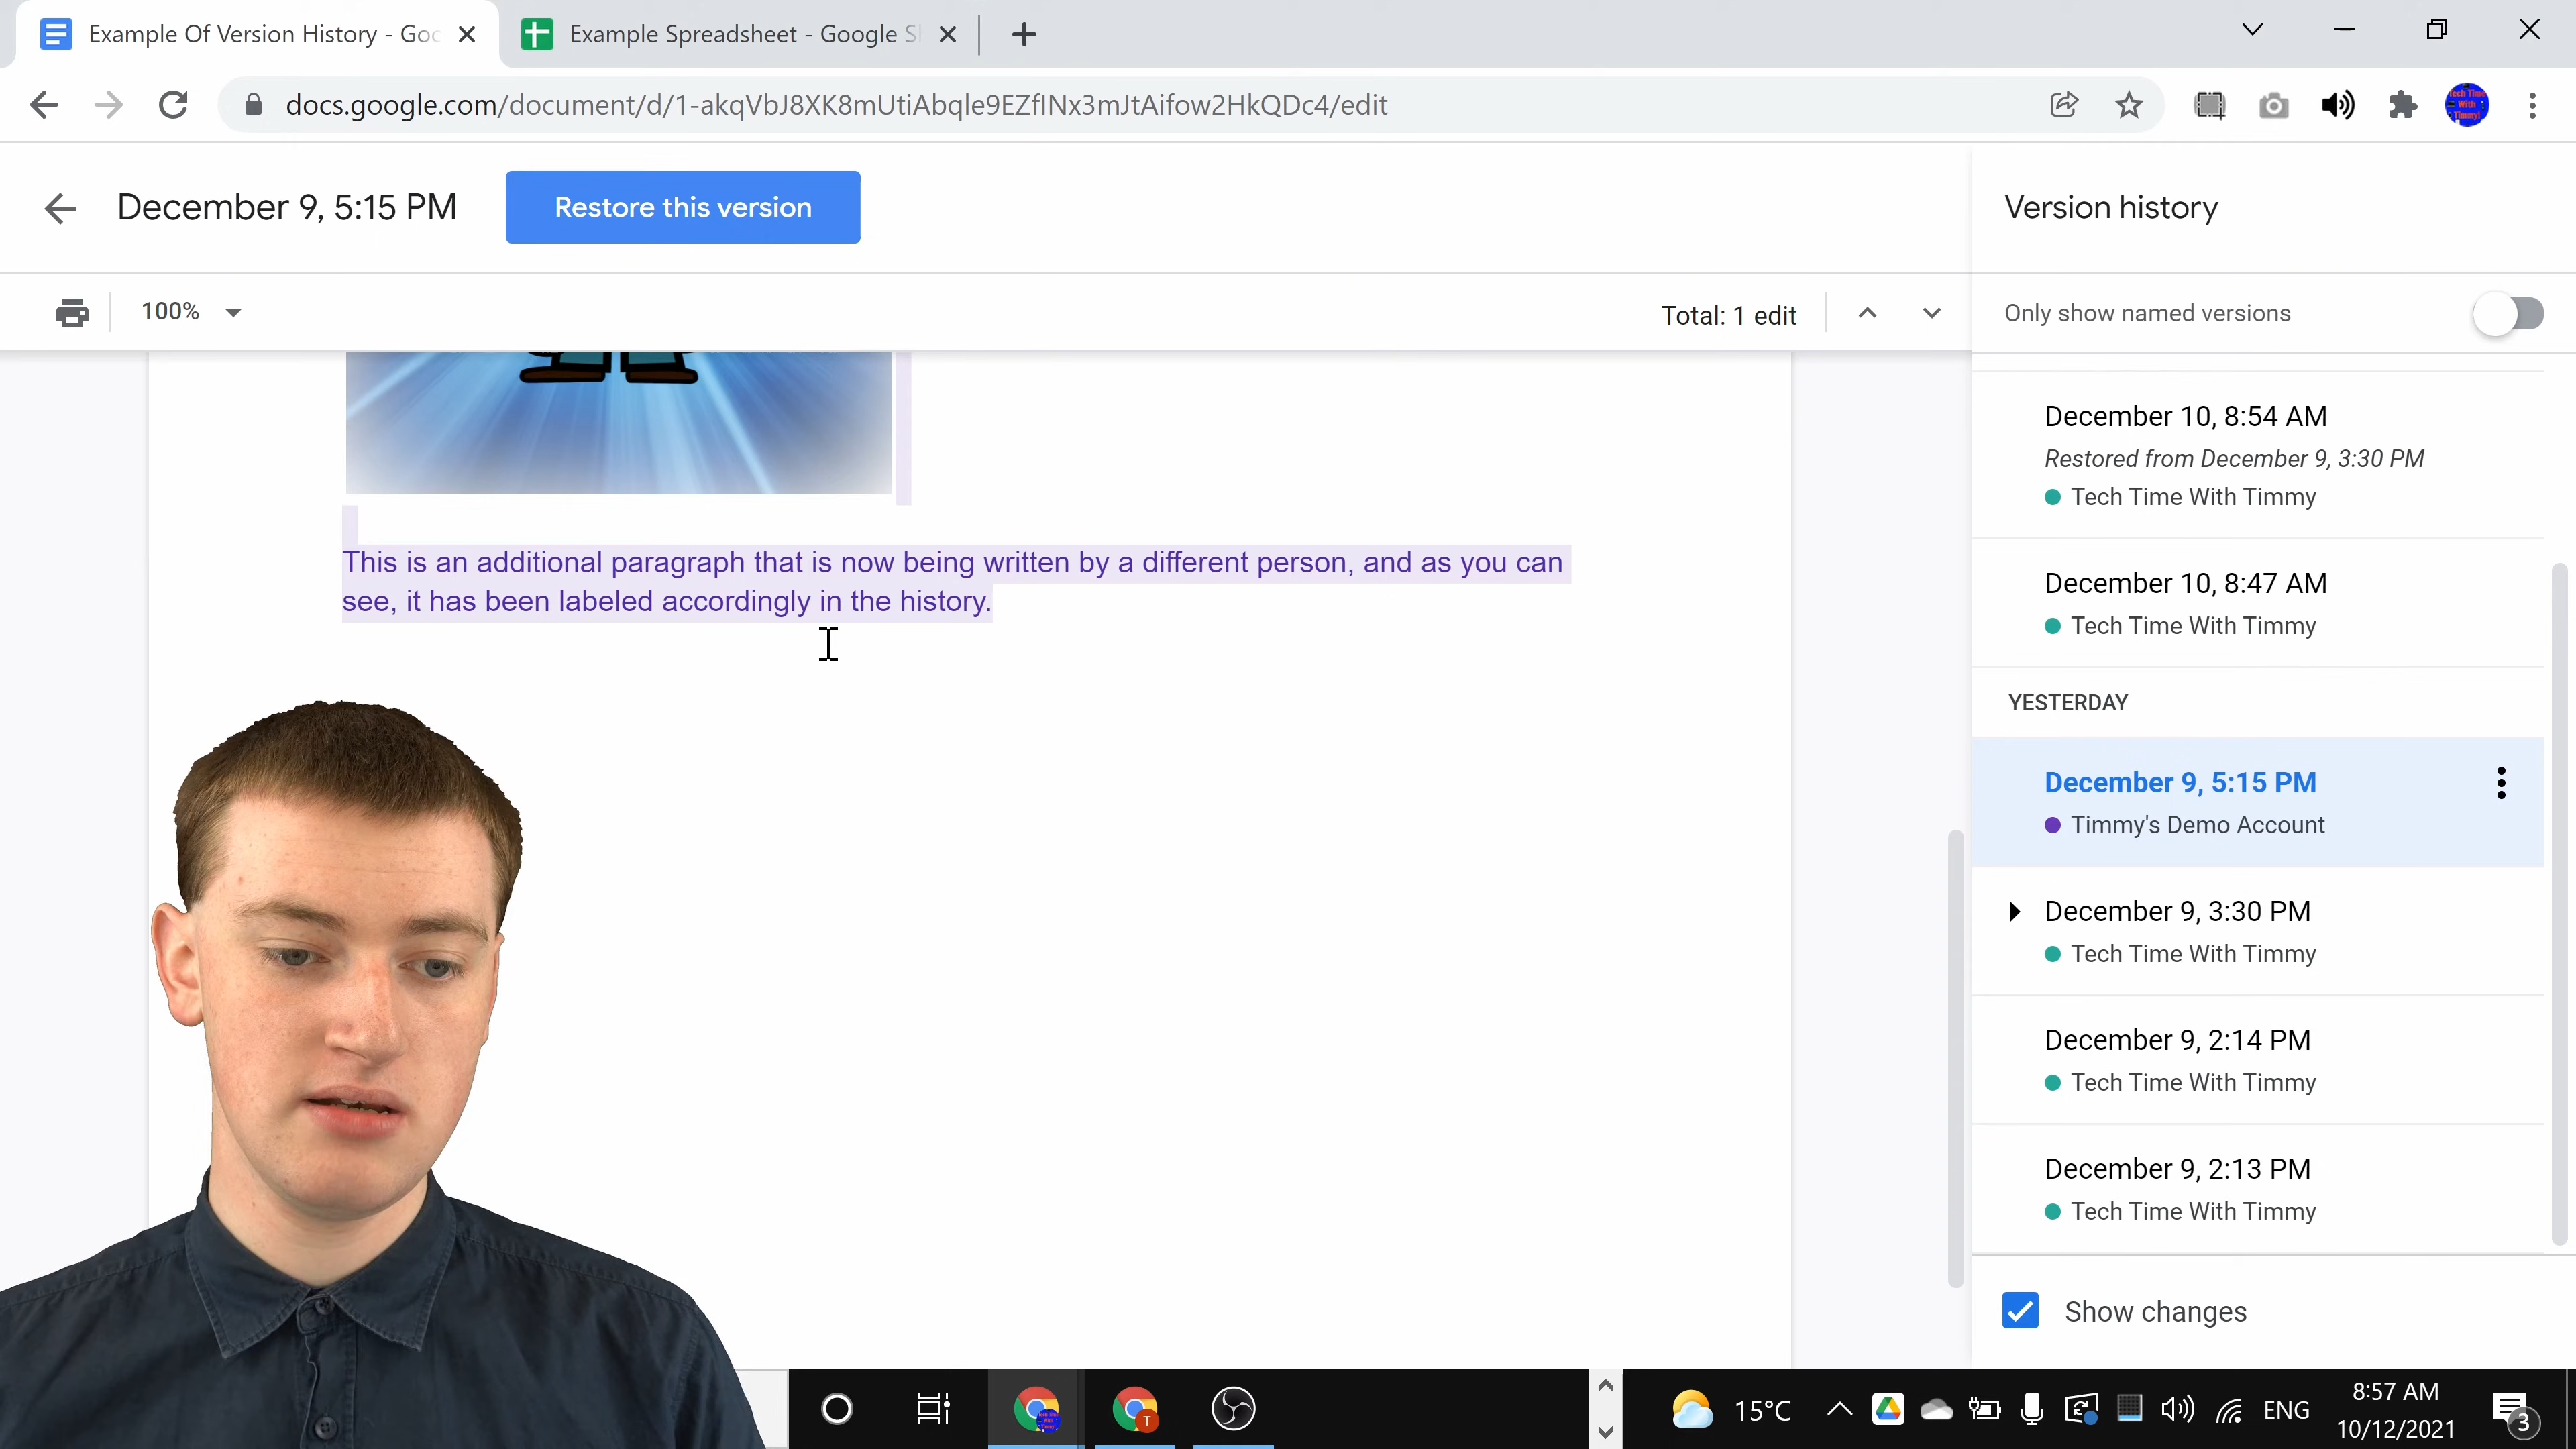 Example Of Version History - Goo
Example Spreadsheet - Google S
docs.google.com/document/d/1-akqVbJ8XK8mUtiAbqle9EZfINx3mJtAifow2HkQDc4/edit
Tech Time With Timmy!
December 9, 5:15 PM
Restore this version
Version history
100%
Total: 1 edit
Only show named versions
This is an additional paragraph that is now being written by a different person, and as you can
see, it has been labeled accordingly in the history.
December 10, 8:54 AM
Restored from December 9, 3:30 PM
Tech Time With Timmy
December 10, 8:47 AM
Tech Time With Timmy
YESTERDAY
December 9, 5:15 PM
Timmy's Demo Account
December 9, 3:30 PM
Tech Time With Timmy
December 9, 2:14 PM
Tech Time With Timmy
December 9, 2:13 PM
Tech Time With Timmy
Show changes
T
15°C
ENG
8:57 AM
10/12/2021
3